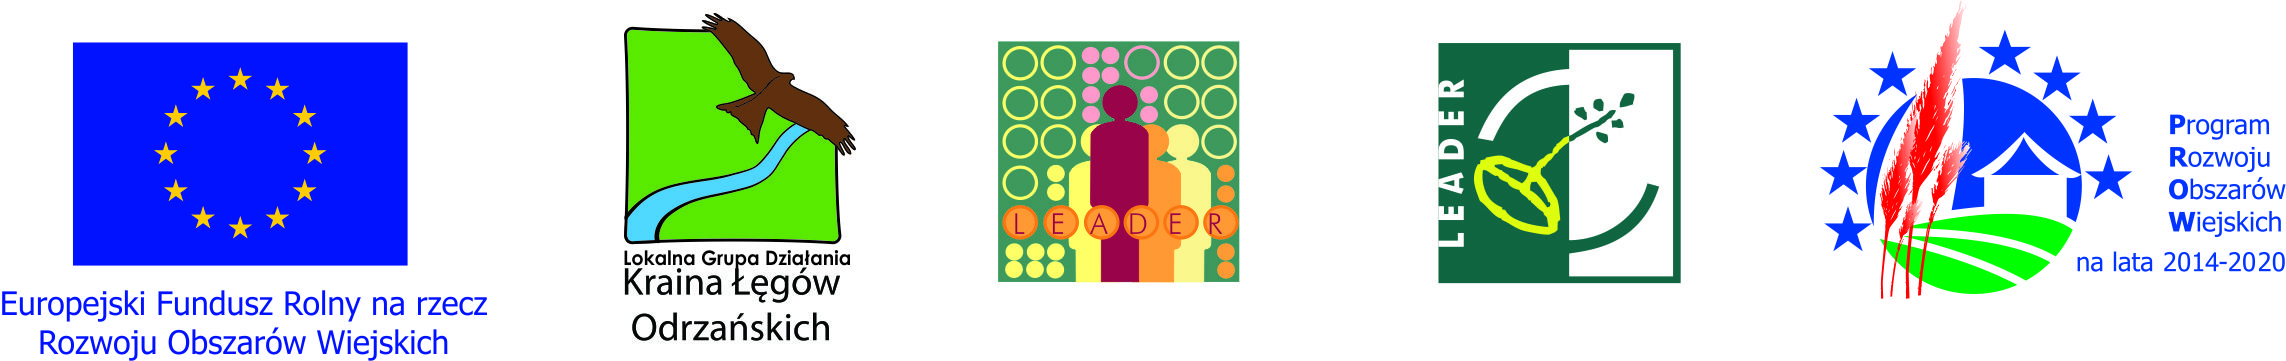 Europejski Fundusz Rolny na rzecz
Rozwoju Obszarów Wiejskich
Lokalna Grupa Działania
Kraina Łęgów
Odrzańskich
LEADER
LEADER
Program
Rozwoju
Obszarów
Wiejskich
na lata 2014-2020